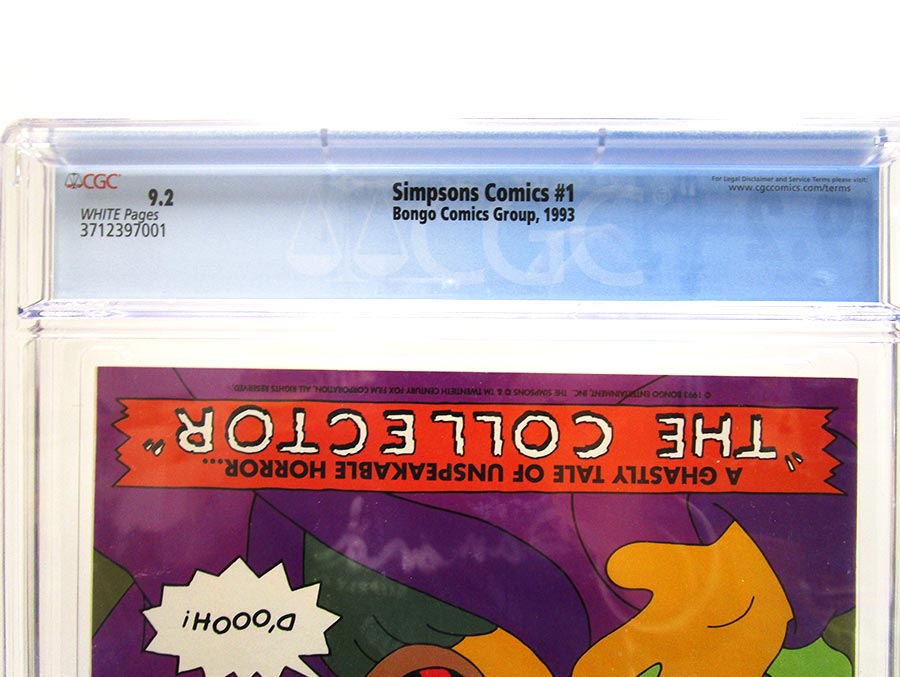 CGC
9.2
WHITE Pages
3712397001
Simpsons Comics #1
Bongo Comics Group, 1993
For Legal Disclaimer and Service Terms please visit:
www.cgccomics.com/terms
CGC
A GHASTLY TALE OF UNSPEAKABLE HORROR...
"THE COLLECTOR"
© 1993 BONGO ENTERTAINMENT, INC. THE SIMPSONS © & TM TWENTIETH CENTURY FOX FILM CORPORATION. ALL RIGHTS RESERVED.
D'OOOH!